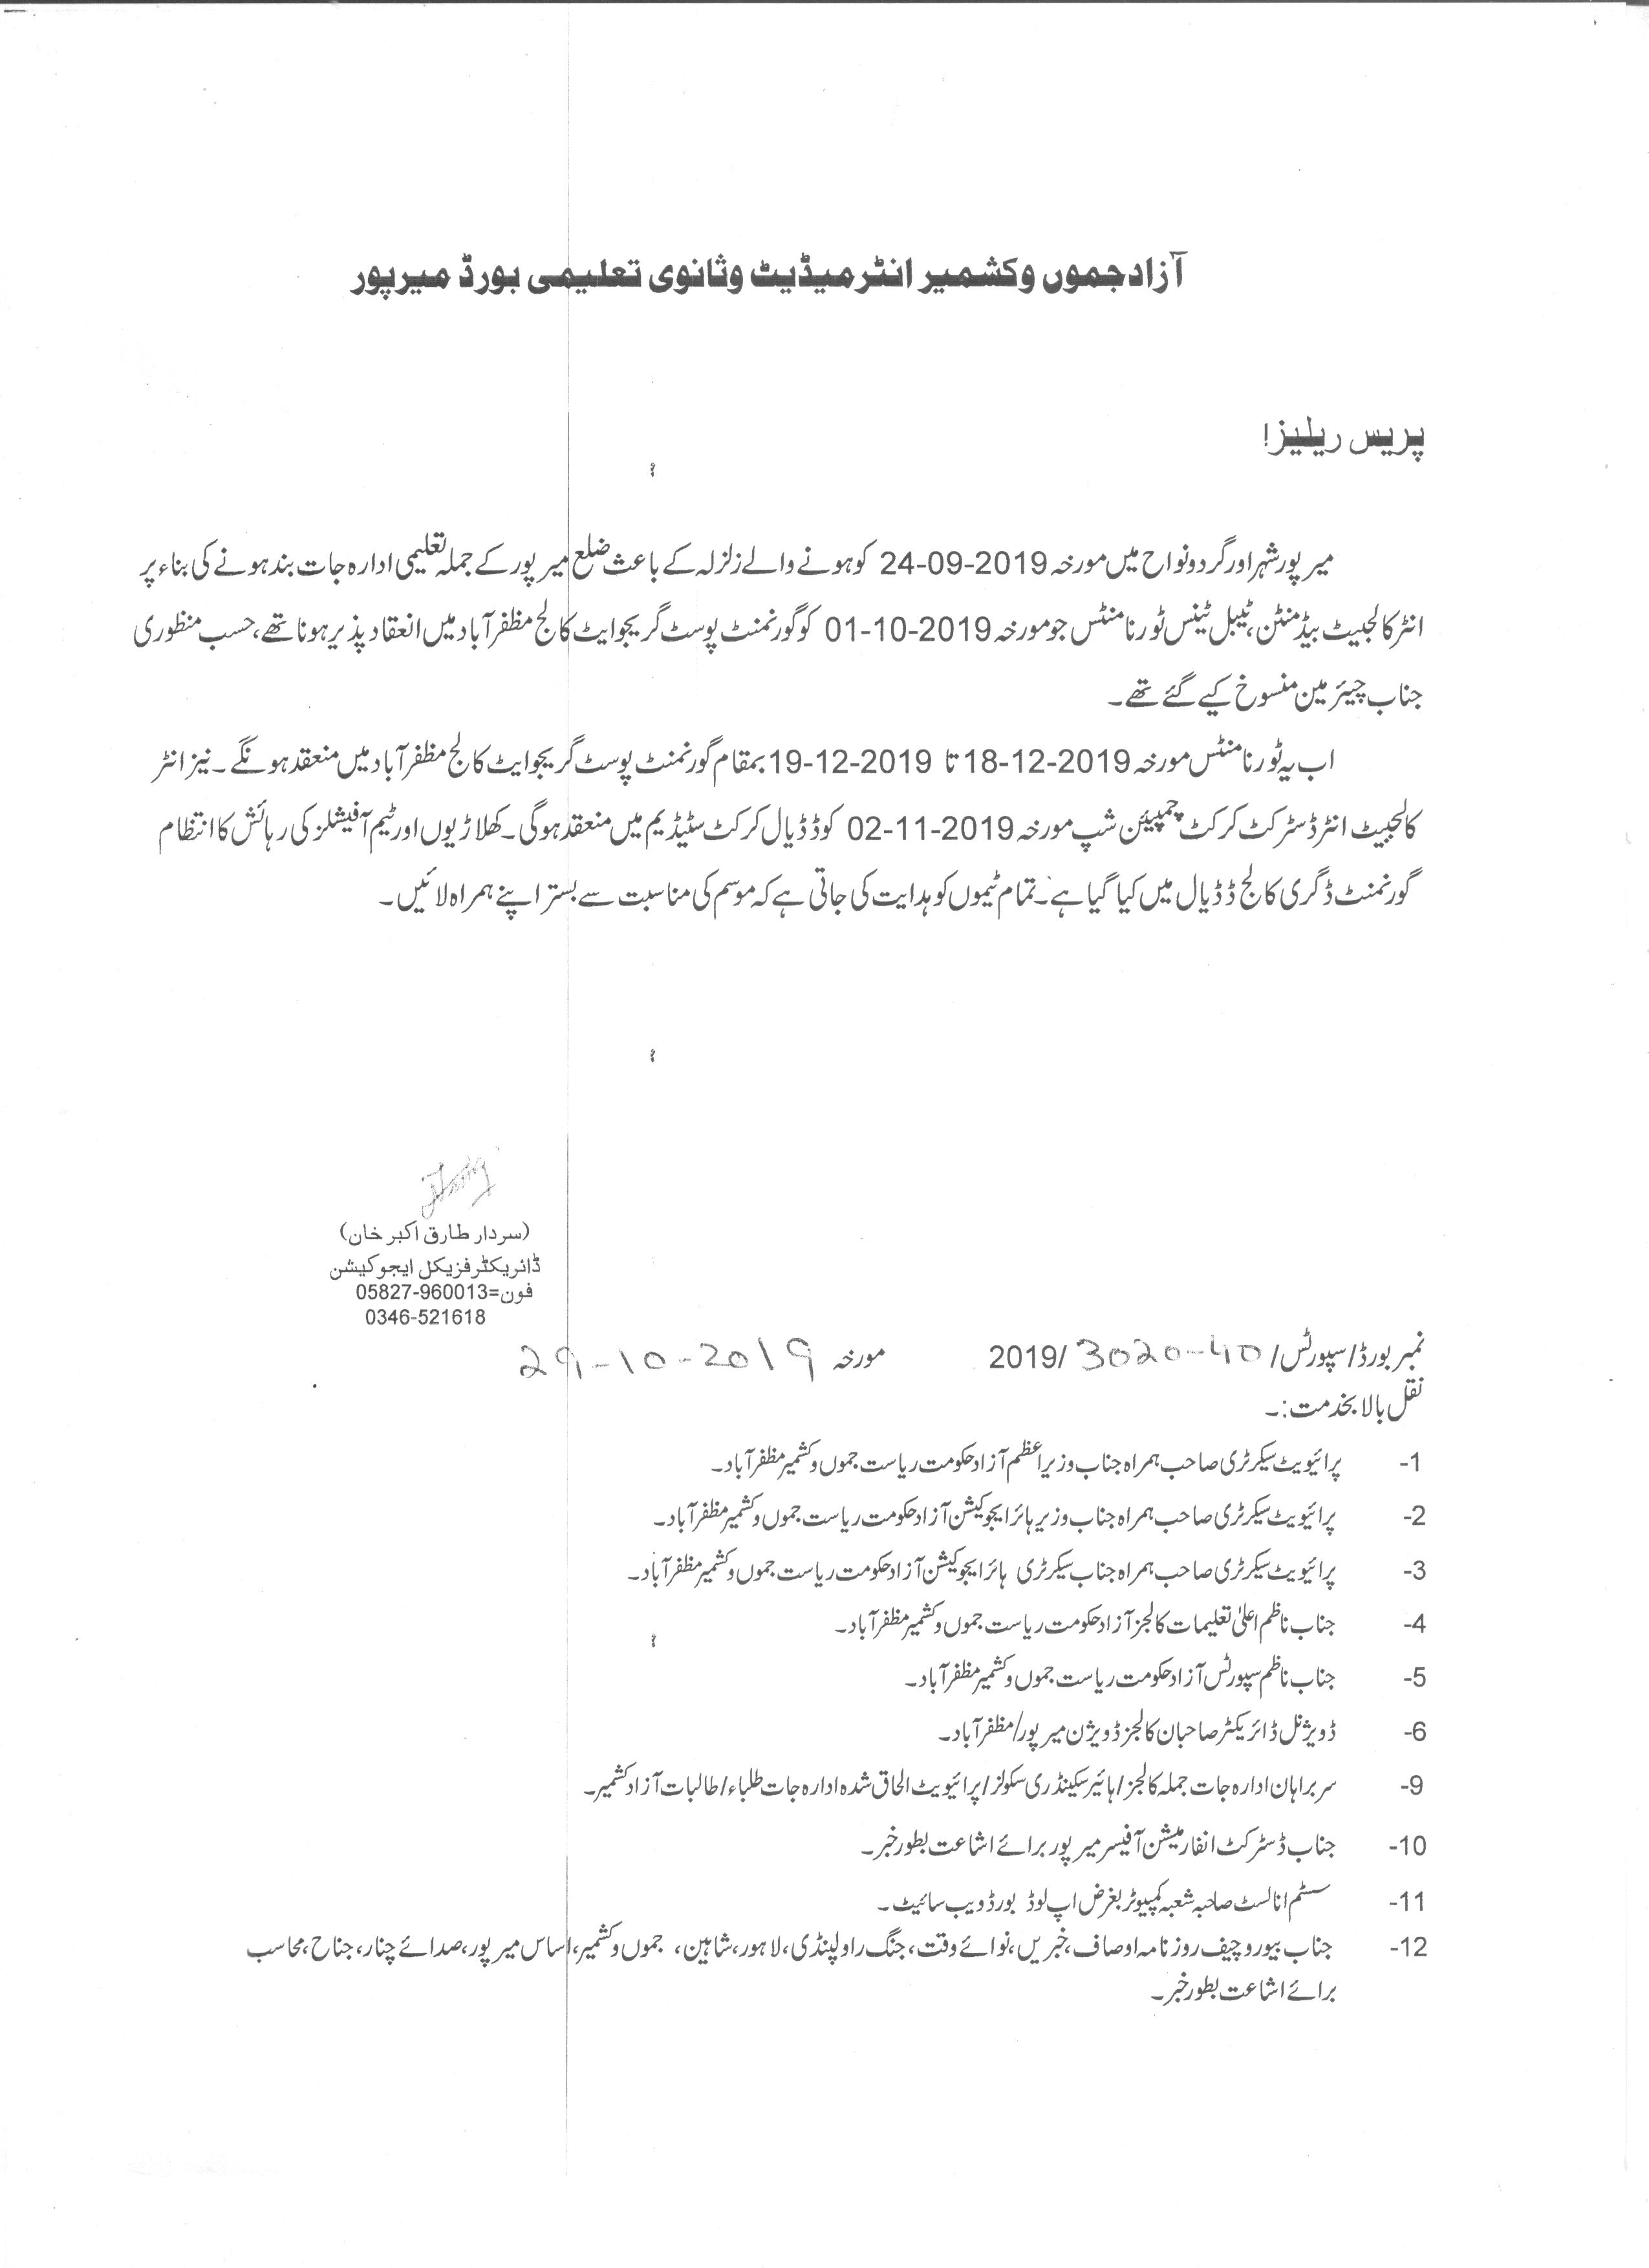 آزاد جموں و کشمیر انٹرمیڈیٹ و ثانوی تعلیمی بورڈ میرپور
پریس ریلیز!
میرپور شہر اور گردونواح میں مورخہ 24-09-2019 کو ہونے والے زلزلہ کے باعث ضلع میرپور کے جملہ تعلیمی ادارہ جات بند ہونے کی بناء پر
انٹر کالجیٹ بیڈمنٹن، ٹیبل ٹینس ٹورنامنٹس جو مورخہ 01-10-2019 کو گورنمنٹ پوسٹ گریجوایٹ کالج مظفرآباد میں انعقاد پذیر ہونا تھے، حسب منظوری
جناب چیئرمین منسوخ کیے گئے تھے۔
اب یہ ٹورنامنٹس مورخہ 18-12-2019 تا 19-12-2019 بمقام گورنمنٹ پوسٹ گریجوایٹ کالج مظفرآباد میں منعقد ہونگے۔ نیز انٹر
کالجیٹ انٹر ڈسٹرکٹ کرکٹ چمپیئن شپ مورخہ 02-11-2019 کو ڈڈیال کرکٹ سٹیڈیم میں منعقد ہوگی۔ کھلاڑیوں اور ٹیم آفیشلز کی رہائش کا انتظام
گورنمنٹ ڈگری کالج ڈڈیال میں کیا گیا ہے۔ تمام ٹیموں کو ہدایت کی جاتی ہے کہ موسم کی مناسبت سے بستر اپنے ہمراہ لائیں۔
(سردار طارق اکبر خان)
ڈائریکٹر فزیکل ایجوکیشن
فون=05827-960013
0346-521618
نمبر بورڈ/سپورٹس/ 3020-40 /2019 مورخہ 29-10-2019
نقل بالا بخدمت:۔
1- پرائیویٹ سیکرٹری صاحب ہمراہ جناب وزیراعظم آزاد حکومت ریاست جموں و کشمیر مظفرآباد۔
2- پرائیویٹ سیکرٹری صاحب ہمراہ جناب وزیر ہائر ایجوکیشن آزاد حکومت ریاست جموں و کشمیر مظفرآباد۔
3- پرائیویٹ سیکرٹری صاحب ہمراہ جناب سیکرٹری ہائر ایجوکیشن آزاد حکومت ریاست جموں و کشمیر مظفرآباد۔
4- جناب ناظم اعلیٰ تعلیمات کالجز آزاد حکومت ریاست جموں و کشمیر مظفرآباد۔
5- جناب ناظم سپورٹس آزاد حکومت ریاست جموں و کشمیر مظفرآباد۔
6- ڈویژنل ڈائریکٹر صاحبان کالجز ڈویژن میرپور/مظفرآباد۔
9- سربراہان ادارہ جات جملہ کالجز/ہائیر سکینڈری سکولز/پرائیویٹ الحاق شدہ ادارہ جات طلباء/طالبات آزاد کشمیر۔
10- جناب ڈسٹرکٹ انفارمیشن آفیسر میرپور برائے اشاعت بطور خبر۔
11- سسٹم انالسٹ صاحبہ شعبہ کمپیوٹر بغرض اپ لوڈ بورڈ ویب سائیٹ۔
12- جناب بیوروچیف روزنامہ اوصاف، خبریں، نوائے وقت، جنگ راولپنڈی، لاہور، شاہین، جموں و کشمیر، اساس میرپور، صدائے چنار، جناح، محاسب
برائے اشاعت بطور خبر۔